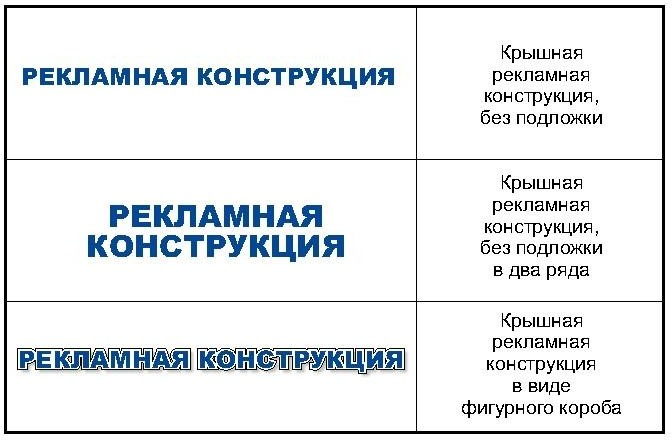 РЕКЛАМНАЯ КОНСТРУКЦИЯ
Крышная
рекламная
конструкция,
без подложки
РЕКЛАМНАЯ
КОНСТРУКЦИЯ
Крышная
рекламная
конструкция,
без подложки
в два ряда
РЕКЛАМНАЯ КОНСТРУКЦИЯ
Крышная
рекламная
конструкция
в виде
фигурного короба